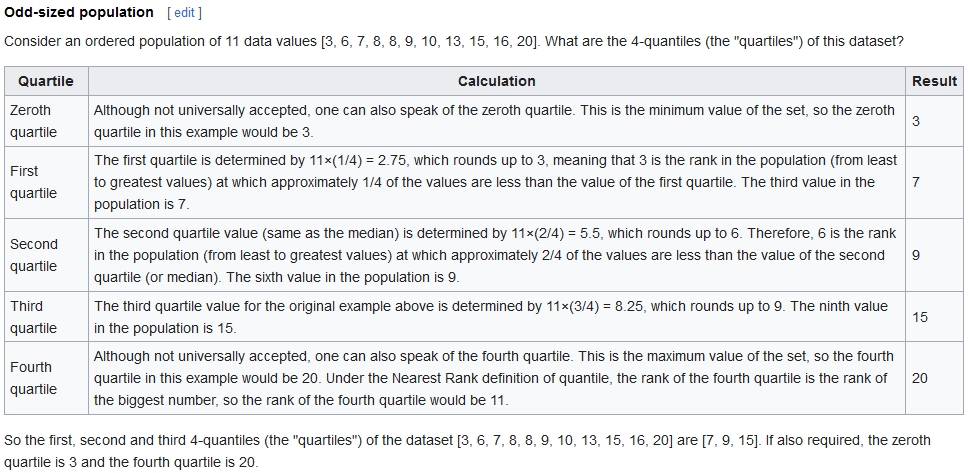 Odd-sized population [ edit ]
Consider an ordered population of 11 data values [3, 6, 7, 8, 8, 9, 10, 13, 15, 16, 20]. What are the 4-quantiles (the "quartiles") of this dataset?
Quartile Calculation Result
Zeroth quartile
Although not universally accepted, one can also speak of the zeroth quartile. This is the minimum value of the set, so the zeroth
quartile in this example would be 3.
3
First quartile
The first quartile is determined by 11×(1/4) = 2.75, which rounds up to 3, meaning that 3 is the rank in the population (from least
to greatest values) at which approximately 1/4 of the values are less than the value of the first quartile. The third value in the
population is 7.
7
Second quartile
The second quartile value (same as the median) is determined by 11×(2/4) = 5.5, which rounds up to 6. Therefore, 6 is the rank
in the population (from least to greatest values) at which approximately 2/4 of the values are less than the value of the second
quartile (or median). The sixth value in the population is 9.
9
Third quartile
The third quartile value for the original example above is determined by 11×(3/4) = 8.25, which rounds up to 9. The ninth value
in the population is 15.
15
Fourth quartile
Although not universally accepted, one can also speak of the fourth quartile. This is the maximum value of the set, so the fourth
quartile in this example would be 20. Under the Nearest Rank definition of quantile, the rank of the fourth quartile is the rank of
the biggest number, so the rank of the fourth quartile would be 11.
20
So the first, second and third 4-quantiles (the "quartiles") of the dataset [3, 6, 7, 8, 8, 9, 10, 13, 15, 16, 20] are [7, 9, 15]. If also required, the zeroth
quartile is 3 and the fourth quartile is 20.